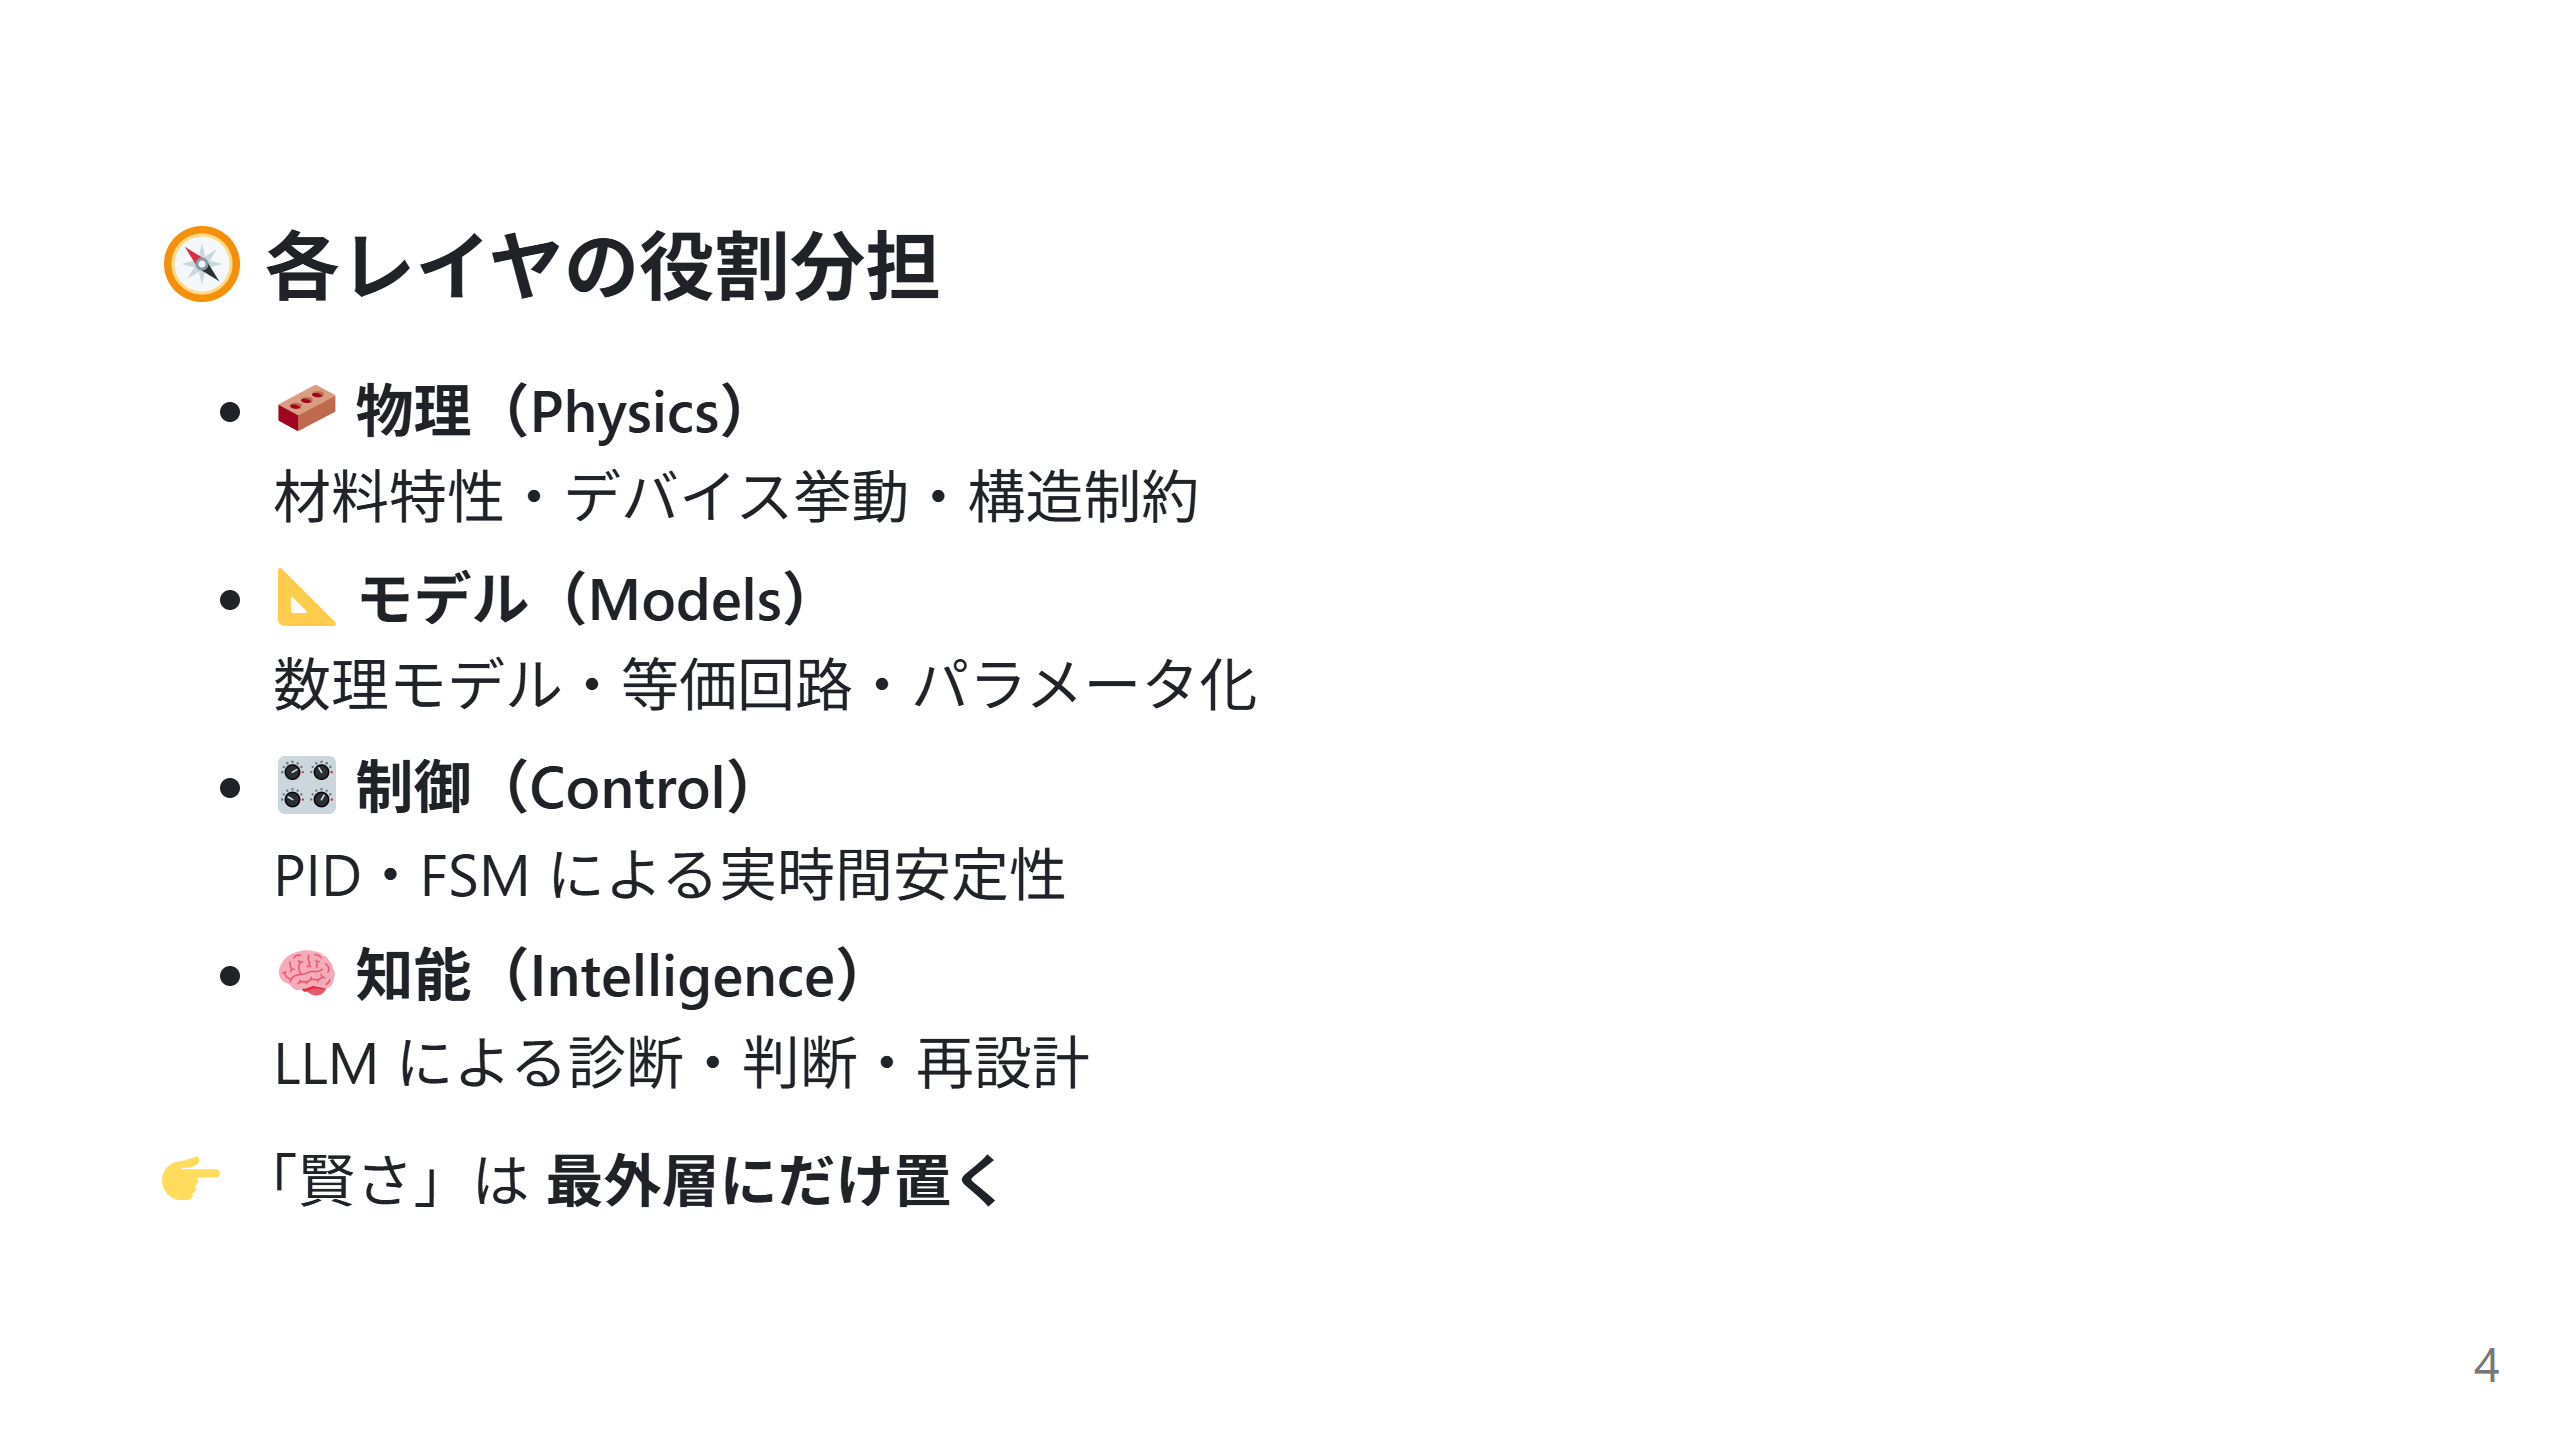 🧭 各レイヤの役割分担
• 🧱 物理（Physics）
材料特性・デバイス挙動・構造制約
• 📐 モデル（Models）
数理モデル・等価回路・パラメータ化
• 🎛️ 制御（Control）
PID・FSM による実時間安定性
• 🧠 知能（Intelligence）
LLM による診断・判断・再設計
👉 「賢さ」は 最外層にだけ置く
4